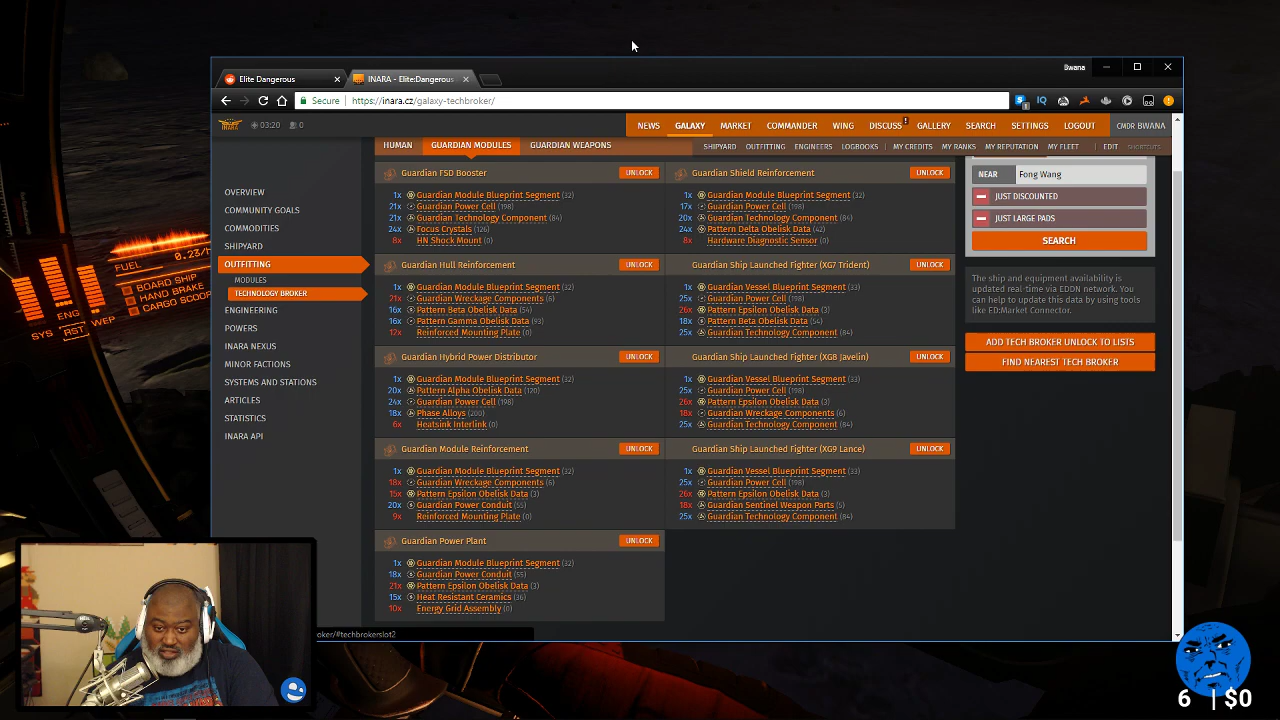 Bwana
Elite Dangerous
INARA - Elite:Dangerous
Secure
https://inara.cz/galaxy-techbroker/
INARA
03:20
0
NEWS
GALAXY
MARKET
COMMANDER
WING
DISCUSS
GALLERY
SEARCH
SETTINGS
LOGOUT
CMDR BWANA
HUMAN
GUARDIAN MODULES
GUARDIAN WEAPONS
SHIPYARD
OUTFITTING
ENGINEERS
LOGBOOKS
MY CREDITS
MY RANKS
MY REPUTATION
MY FLEET
EDIT
SHORTCUTS
OVERVIEW
COMMUNITY GOALS
COMMODITIES
SHIPYARD
OUTFITTING
MODULES
TECHNOLOGY BROKER
ENGINEERING
POWERS
INARA NEXUS
MINOR FACTIONS
SYSTEMS AND STATIONS
ARTICLES
STATISTICS
INARA API
Guardian FSD Booster
UNLOCK
1x Guardian Module Blueprint Segment (32)
21x Guardian Power Cell (198)
21x Guardian Technology Component (84)
24x Focus Crystals (126)
8x HN Shock Mount (0)
Guardian Shield Reinforcement
UNLOCK
1x Guardian Module Blueprint Segment (32)
17x Guardian Power Cell (198)
20x Guardian Technology Component (84)
24x Pattern Delta Obelisk Data (42)
8x Hardware Diagnostic Sensor (0)
Guardian Hull Reinforcement
UNLOCK
1x Guardian Module Blueprint Segment (32)
21x Guardian Wreckage Components (6)
16x Pattern Beta Obelisk Data (54)
16x Pattern Gamma Obelisk Data (93)
12x Reinforced Mounting Plate (0)
Guardian Ship Launched Fighter (XG7 Trident)
UNLOCK
1x Guardian Vessel Blueprint Segment (33)
25x Guardian Power Cell (198)
26x Pattern Epsilon Obelisk Data (3)
18x Pattern Beta Obelisk Data (54)
25x Guardian Technology Component (84)
Guardian Hybrid Power Distributor
UNLOCK
1x Guardian Module Blueprint Segment (32)
20x Pattern Alpha Obelisk Data (120)
24x Guardian Power Cell (198)
18x Phase Alloys (200)
6x Heatsink Interlink (0)
Guardian Ship Launched Fighter (XG8 Javelin)
UNLOCK
1x Guardian Vessel Blueprint Segment (33)
25x Guardian Power Cell (198)
26x Pattern Epsilon Obelisk Data (3)
18x Guardian Wreckage Components (6)
25x Guardian Technology Component (84)
Guardian Module Reinforcement
UNLOCK
1x Guardian Module Blueprint Segment (32)
18x Guardian Wreckage Components (6)
15x Pattern Epsilon Obelisk Data (3)
20x Guardian Power Conduit (55)
9x Reinforced Mounting Plate (0)
Guardian Ship Launched Fighter (XG9 Lance)
UNLOCK
1x Guardian Vessel Blueprint Segment (33)
25x Guardian Power Cell (198)
26x Pattern Epsilon Obelisk Data (3)
18x Guardian Sentinel Weapon Parts (5)
25x Guardian Technology Component (84)
Guardian Power Plant
UNLOCK
1x Guardian Module Blueprint Segment (32)
18x Guardian Power Conduit (55)
21x Pattern Epsilon Obelisk Data (3)
15x Heat Resistant Ceramics (36)
10x Energy Grid Assembly (0)
NEAR
Fong Wang
JUST DISCOUNTED
JUST LARGE PADS
SEARCH
The ship and equipment availability is
updated real-time via EDDN network. You
can help to update this data by using tools
like ED:Market Connector.
ADD TECH BROKER UNLOCK TO LISTS
FIND NEAREST TECH BROKER
roker/#techbrokerslot2
FUEL
0.23/h
BOARD SHIP
HAND BRAKE
CARGO SCOOP
SYS
ENG
WEP
RST
6 | $0